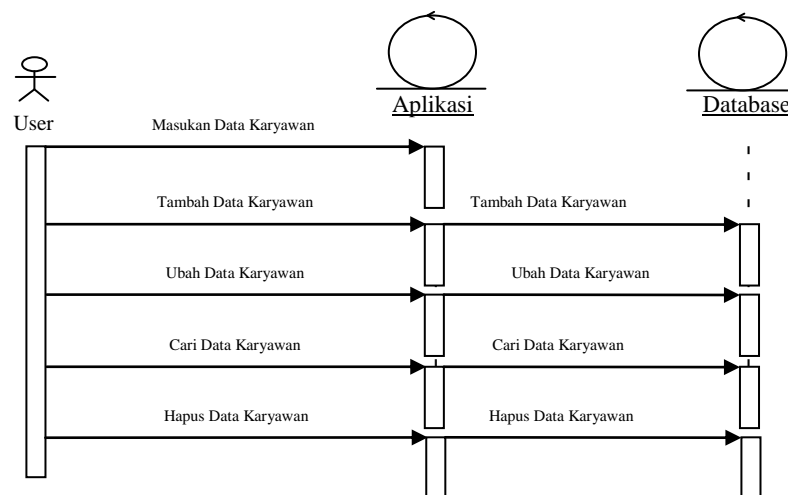 Aplikasi
Database
User
Masukan Data Karyawan
Tambah Data Karyawan
Tambah Data Karyawan
Ubah Data Karyawan
Ubah Data Karyawan
Cari Data Karyawan
Cari Data Karyawan
Hapus Data Karyawan
Hapus Data Karyawan